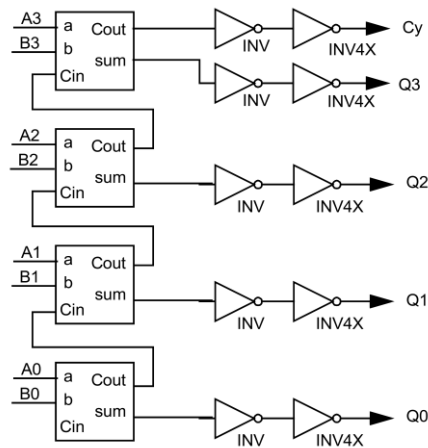 A3 a Cout Cy
B3 b INV INV4X
Cin sum Q3
INV INV4X
A2 a Cout
B2 b Q2
Cin sum INV INV4X
A1 a Cout
B1 b Q1
Cin sum INV INV4X
A0 a Cout
B0 b Q0
Cin sum INV INV4X